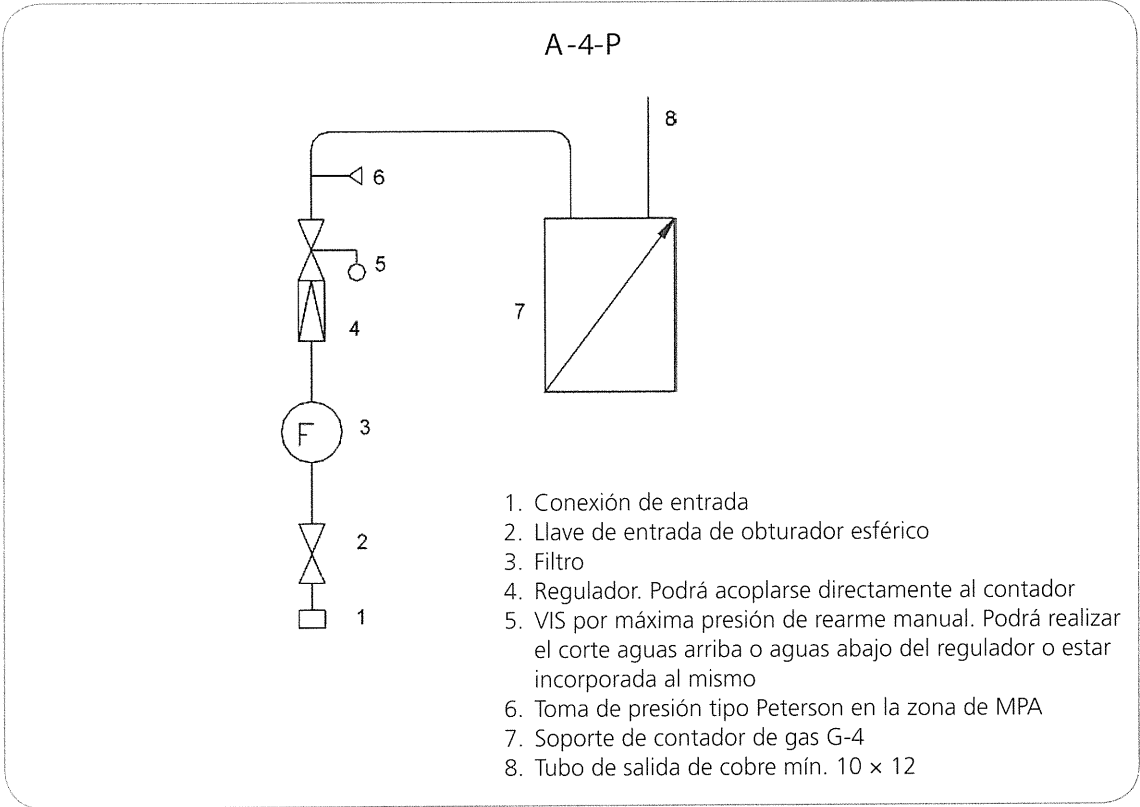 A-4-P
8
6
5
7
4
3
F
2
1
1. Conexión de entrada
2. Llave de entrada de obturador esférico
3. Filtro
4. Regulador. Podrá acoplarse directamente al contador
5. VIS por máxima presión de rearme manual. Podrá realizar
el corte aguas arriba o aguas abajo del regulador o estar
incorporada al mismo
6. Toma de presión tipo Peterson en la zona de MPA
7. Soporte de contador de gas G-4
8. Tubo de salida de cobre mín. 10 × 12